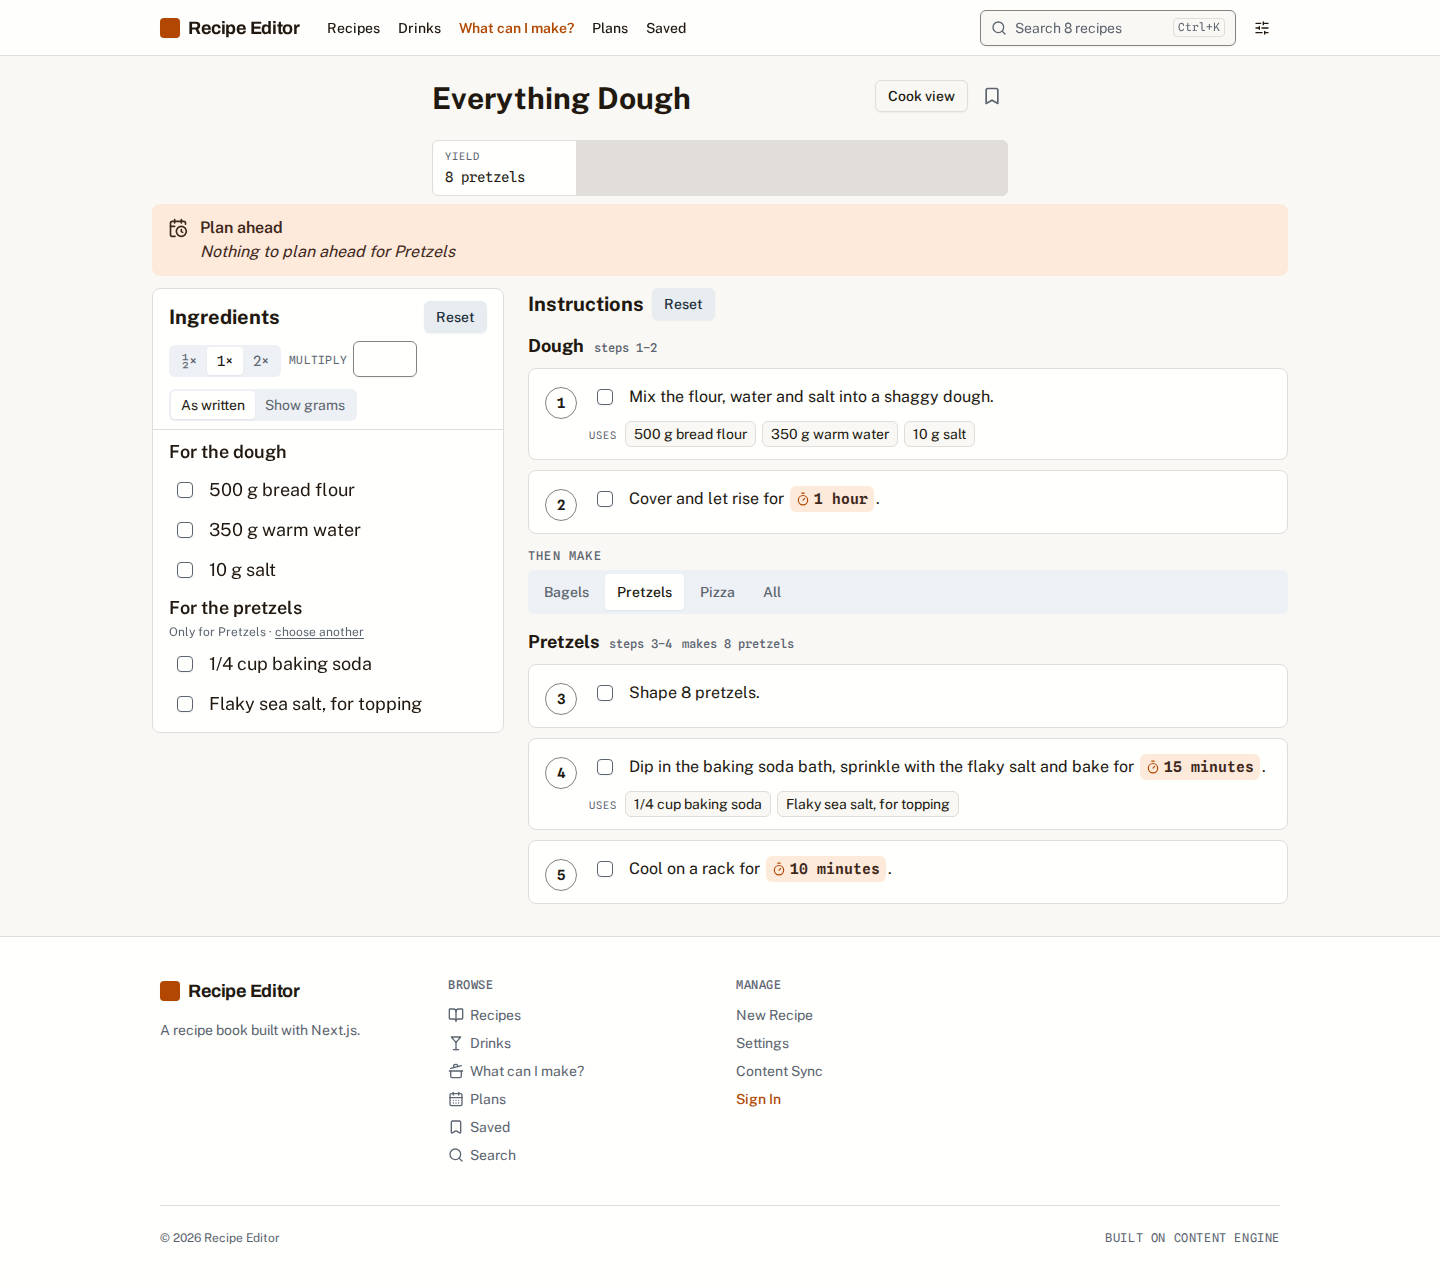 Recipe Editor
Recipes
Drinks
What can I make?
Plans
Saved
Search 8 recipes
Ctrl+K
Everything Dough
Cook view
YIELD
8 pretzels
Plan ahead
Nothing to plan ahead for Pretzels
Ingredients
Reset
½×
1×
2×
MULTIPLY
As written
Show grams
For the dough
500 g bread flour
350 g warm water
10 g salt
For the pretzels
Only for Pretzels · choose another
1/4 cup baking soda
Flaky sea salt, for topping
Instructions
Reset
Dough steps 1–2
1
Mix the flour, water and salt into a shaggy dough.
USES 500 g bread flour 350 g warm water 10 g salt
2
Cover and let rise for 1 hour.
THEN MAKE
Bagels
Pretzels
Pizza
All
Pretzels steps 3–4 makes 8 pretzels
3
Shape 8 pretzels.
4
Dip in the baking soda bath, sprinkle with the flaky salt and bake for 15 minutes.
USES 1/4 cup baking soda Flaky sea salt, for topping
5
Cool on a rack for 10 minutes.
Recipe Editor
A recipe book built with Next.js.
BROWSE
Recipes
Drinks
What can I make?
Plans
Saved
Search
MANAGE
New Recipe
Settings
Content Sync
Sign In
© 2026 Recipe Editor
BUILT ON CONTENT ENGINE